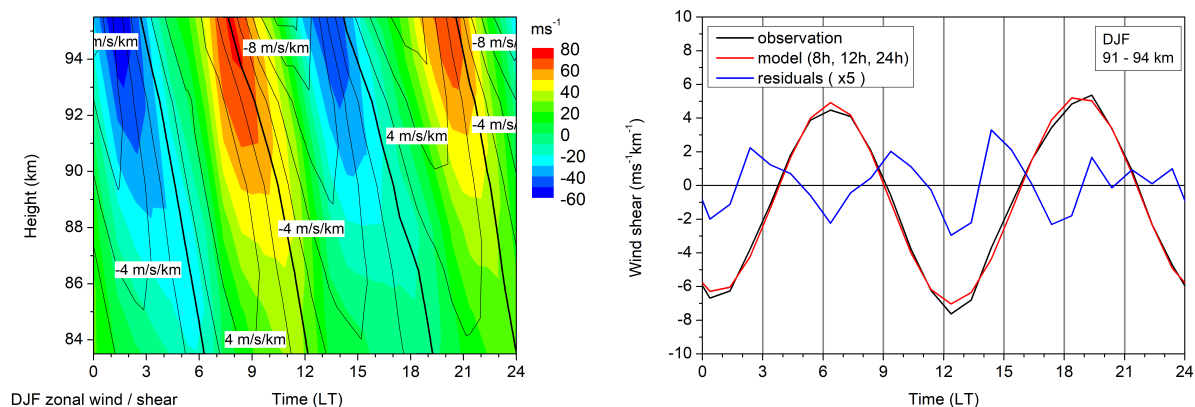 ms⁻¹
94
92
90
88
86
84
Height (km)
m/s/km
-8 m/s/km
-8 m/s/
4 m/s/km
-4 m/s/
-4 m/s/km
-4 m/s/km
4 m/s/km
80
60
40
20
0
-20
-40
-60
0 3 6 9 12 15 18 21 24
DJF zonal wind / shear
Time (LT)
10
8
6
4
2
0
-2
-4
-6
-8
-10
Wind shear (ms⁻¹km⁻¹)
observation
model (8h, 12h, 24h)
residuals ( x5 )
DJF
91 - 94 km
0 3 6 9 12 15 18 21 24
Time (LT)